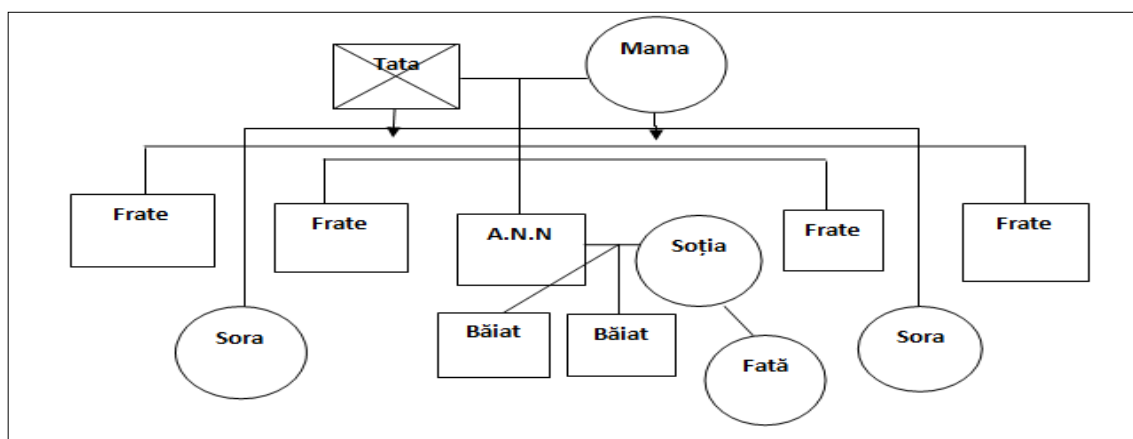 Tata
Mama
Frate
Frate
A.N.N
Soția
Frate
Frate
Sora
Băiat
Băiat
Fată
Sora